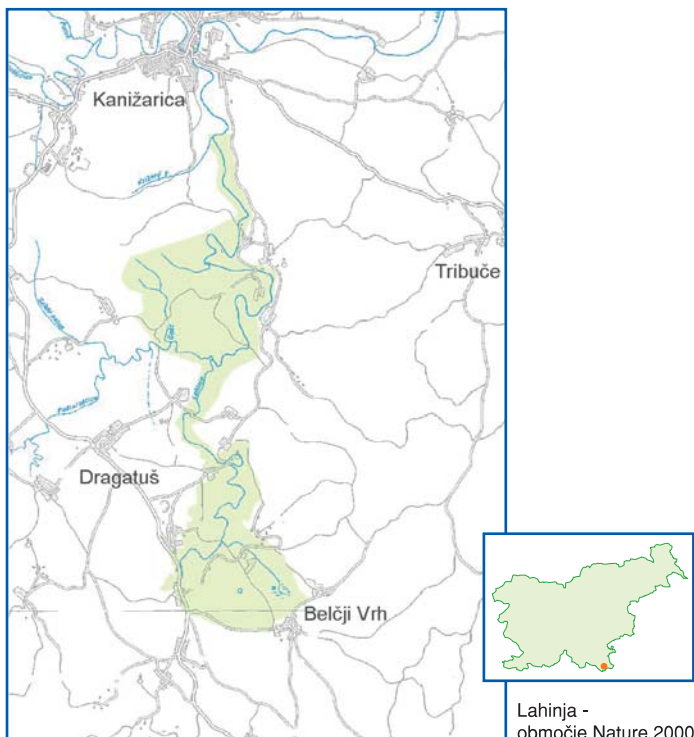 Kanižarica
Tribuče
Dragatuš
Belčji Vrh
Lahinja -
območje Nature 2000